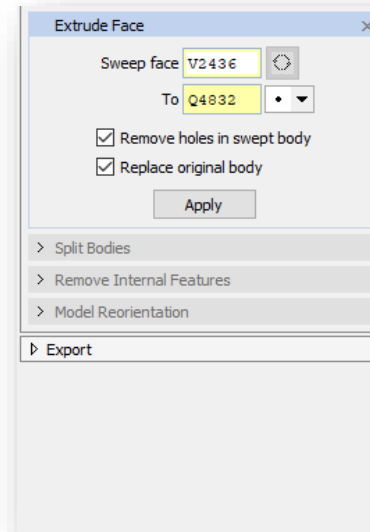 Extrude Face
Sweep face V2436
To Q4832
Remove holes in swept body
Replace original body
Apply
Split Bodies
Remove Internal Features
Model Reorientation
Export